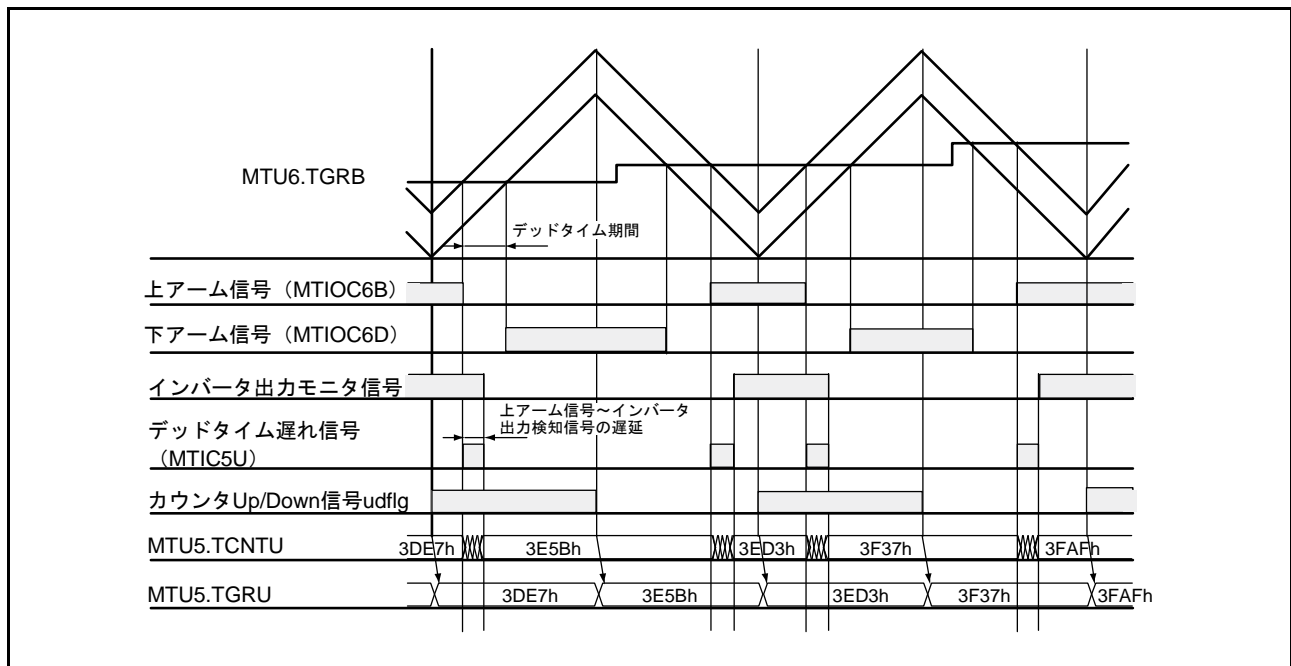 MTU6.TGRB
デッドタイム期間
上アーム信号（MTIOC6B）
下アーム信号（MTIOC6D）
インバータ出力モニタ信号
上アーム信号～インバータ
出力検知信号の遅延
デッドタイム遅れ信号
（MTIC5U）
カウンタUp/Down信号udflg
MTU5.TCNTU 3DE7h 3E5Bh 3ED3h 3F37h 3FAFh
MTU5.TGRU 3DE7h 3E5Bh 3ED3h 3F37h 3FAFh